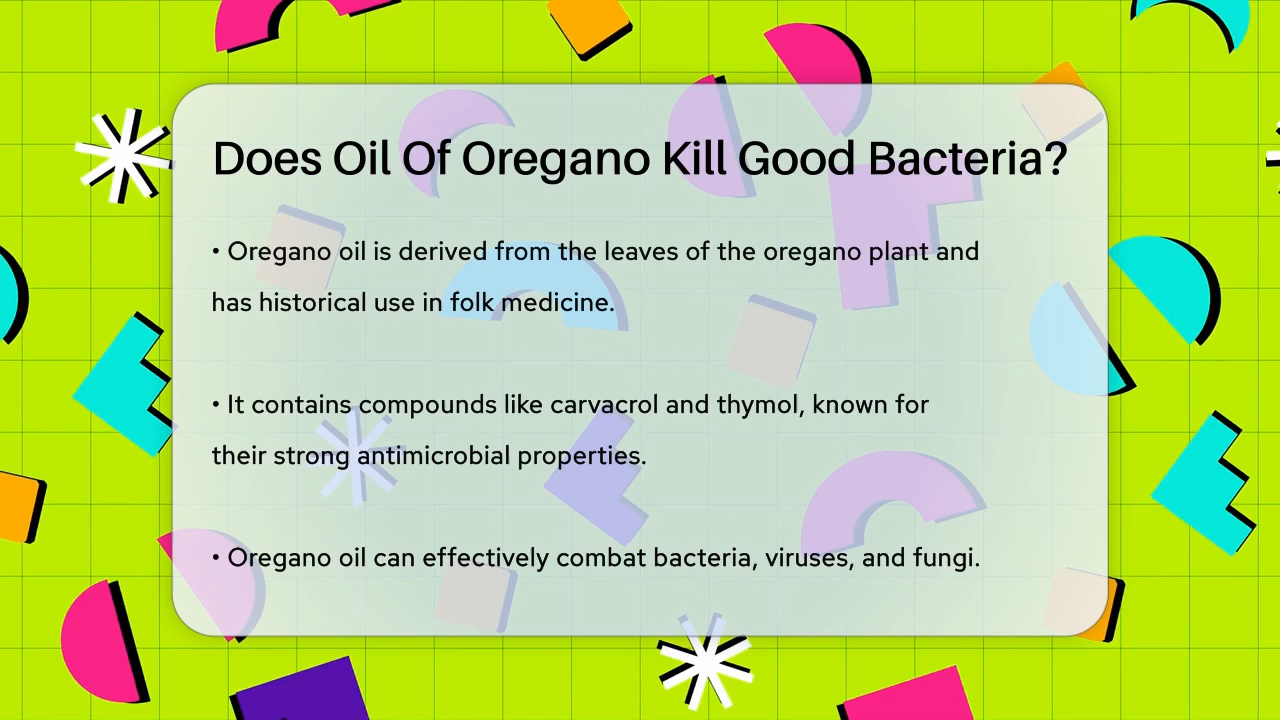 Does Oil Of Oregano Kill Good Bacteria?
• Oregano oil is derived from the leaves of the oregano plant and
has historical use in folk medicine.
• It contains compounds like carvacrol and thymol, known for
their strong antimicrobial properties.
• Oregano oil can effectively combat bacteria, viruses, and fungi.